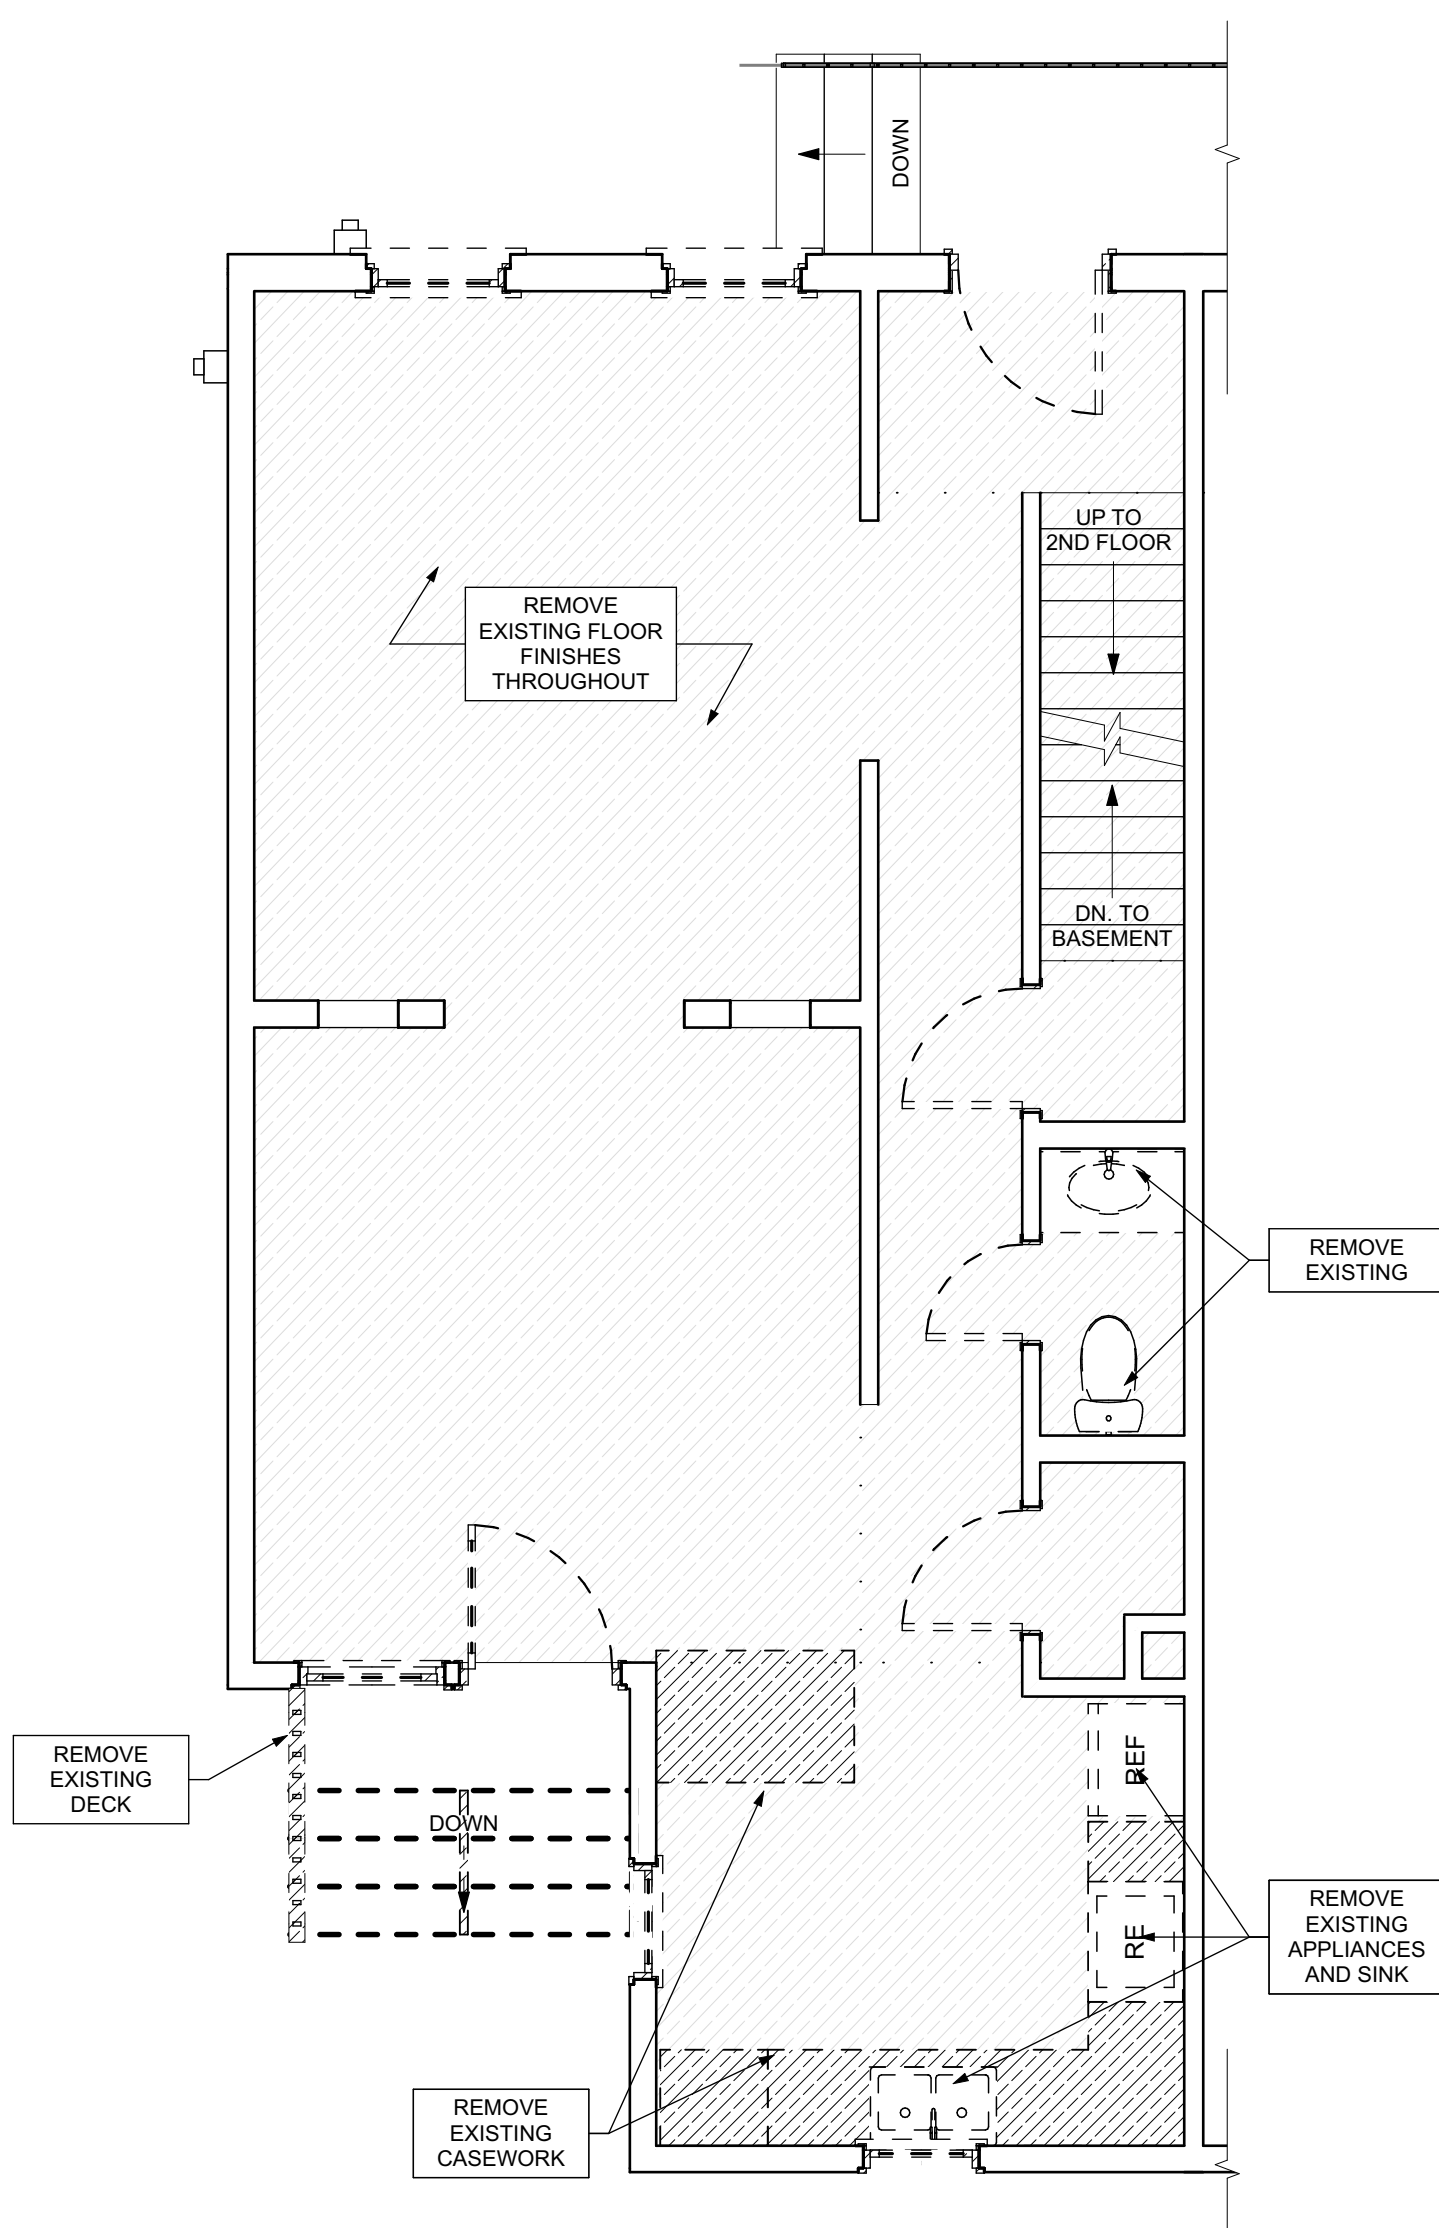 DOWN
UP TO
2ND FLOOR
REMOVE
EXISTING FLOOR
FINISHES
THROUGHOUT
DN. TO
BASEMENT
REMOVE
EXISTING
REMOVE
EXISTING
DECK
REF
DOWN
REMOVE
EXISTING
APPLIANCES
AND SINK
RE
REMOVE
EXISTING
CASEWORK